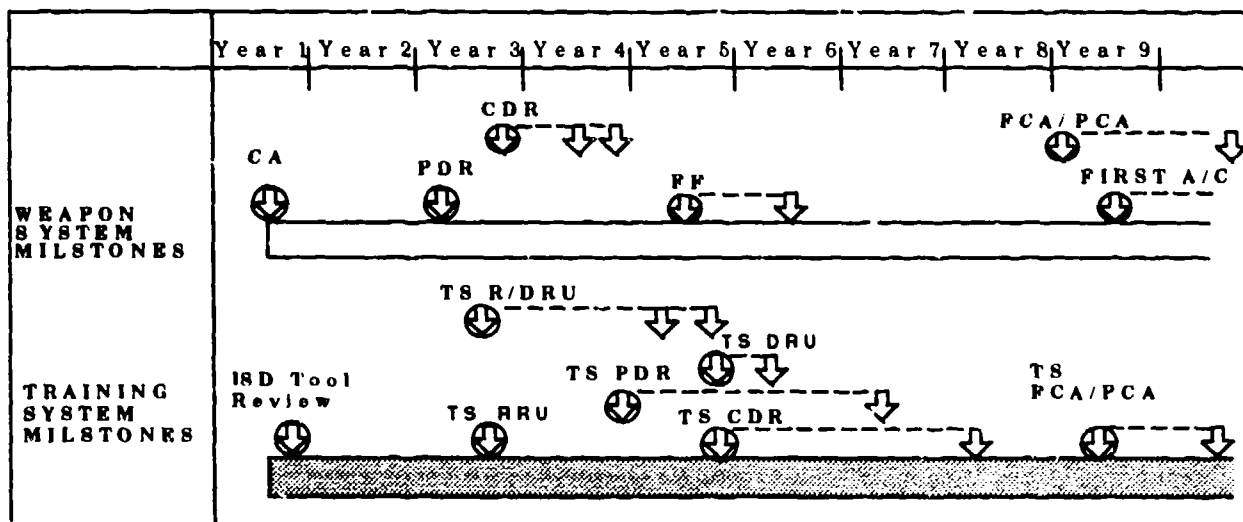 Year 1 Year 2 Year 3 Year 4 Year 5 Year 6 Year 7 Year 8 Year 9
CDR
FCA/PCA
CA
PDR
FF
FIRST A/C
WEAPON
SYSTEM
MILSTONES
TS R/DRU
TS DRU
ISD Tool
Review
TS PDR
TS
FCA/PCA
TRAINING
SYSTEM
MILSTONES
TS RRU
TS CDR